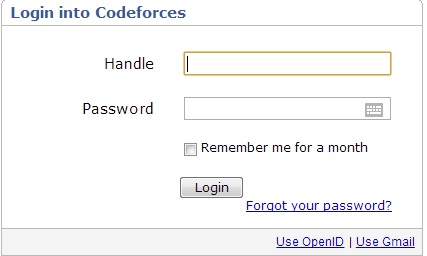 Login into Codeforces
Handle
Password
Remember me for a month
Login
Forgot your password?
Use OpenID | Use Gmail